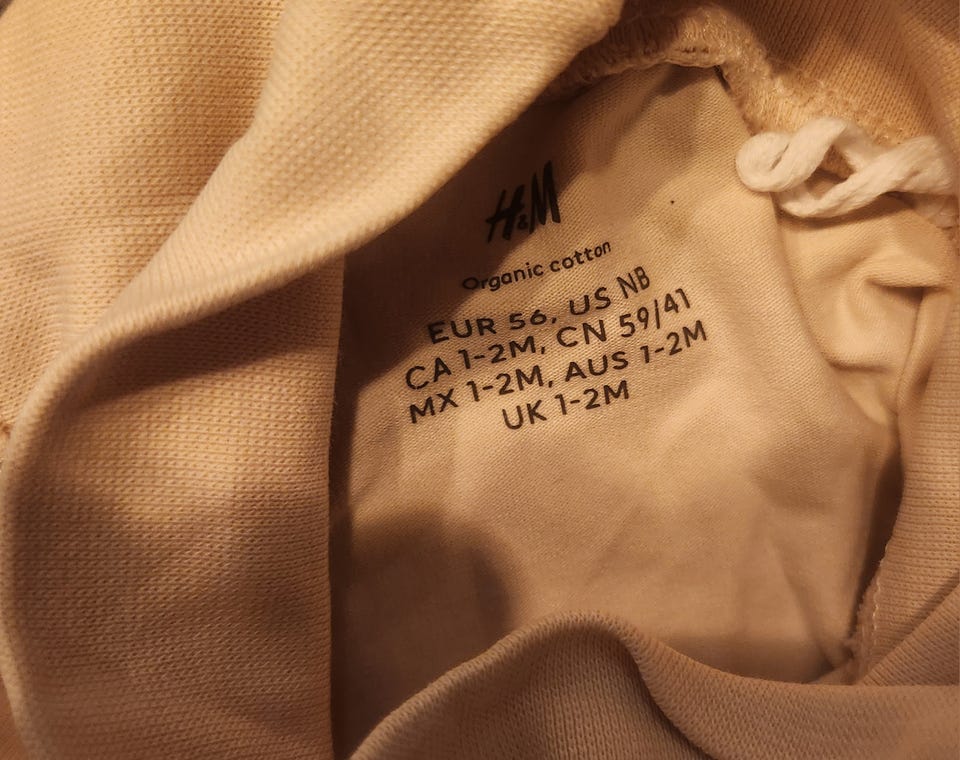 H&M
Organic cotton
EUR 56, US NB
CA 1-2M, CN 59/41
MX 1-2M, AUS 1-2M
UK 1-2M